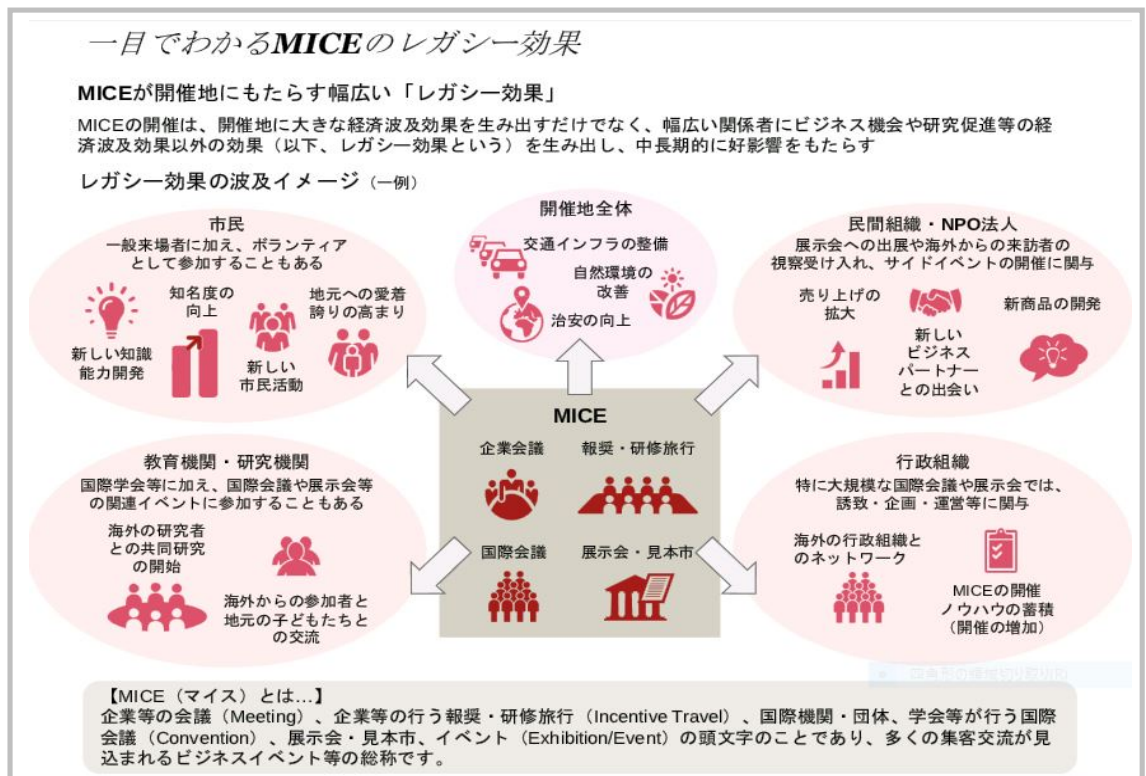 一目でわかるMICEのレガシー効果
MICEが開催地にもたらす幅広い「レガシー効果」
MICEの開催は、開催地に大きな経済波及効果を生み出すだけでなく、幅広い関係者にビジネス機会や研究促進等の経
済波及効果以外の効果（以下、レガシー効果という）を生み出し、中長期的に好影響をもたらす
レガシー効果の波及イメージ（一例）
市民
一般来場者に加え、ボランティア
として参加することもある
新しい知識
能力開発
知名度の
向上
新しい
市民活動
地元への愛着
誇りの高まり
開催地全体
交通インフラの整備
自然環境の
改善
治安の向上
民間組織・NPO法人
展示会への出展や海外からの来訪者の
視察受け入れ、サイドイベントの開催に関与
売り上げの
拡大
新しい
ビジネス
パートナー
との出会い
新商品の開発
MICE
企業会議
報奨・研修旅行
国際会議
展示会・見本市
教育機関・研究機関
国際学会等に加え、国際会議や展示会等
の関連イベントに参加することもある
海外の研究者
との共同研究
の開始
海外からの参加者と
地元の子どもたちと
の交流
行政組織
特に大規模な国際会議や展示会では、
誘致・企画・運営等に関与
海外の行政組織と
のネットワーク
MICEの開催
ノウハウの蓄積
（開催の増加）
【MICE（マイス）とは…】
企業等の会議（Meeting）、企業等の行う報奨・研修旅行（Incentive Travel）、国際機関・団体、学会等が行う国際
会議（Convention）、展示会・見本市、イベント（Exhibition/Event）の頭文字のことであり、多くの集客交流が見
込まれるビジネスイベント等の総称です。